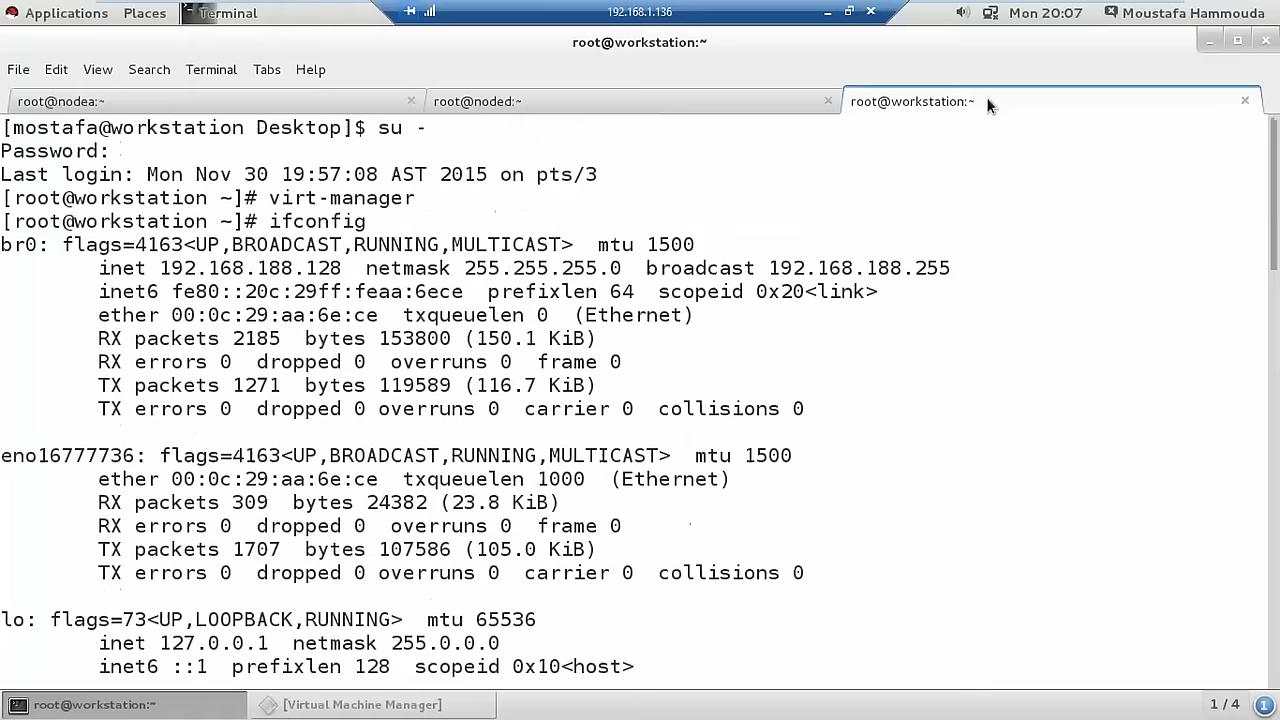 Applications Places Terminal 192.168.1.136 Mon 20:07 Moustafa Hammouda
root@workstation:~
File Edit View Search Terminal Tabs Help
root@nodea:~ root@noded:~ root@workstation:~
[mostafa@workstation Desktop]$ su -
Password:
Last login: Mon Nov 30 19:57:08 AST 2015 on pts/3
[root@workstation ~]# virt-manager
[root@workstation ~]# ifconfig
br0: flags=4163<UP,BROADCAST,RUNNING,MULTICAST>  mtu 1500
        inet 192.168.188.128  netmask 255.255.255.0  broadcast 192.168.188.255
        inet6 fe80::20c:29ff:feaa:6ece  prefixlen 64  scopeid 0x20<link>
        ether 00:0c:29:aa:6e:ce  txqueuelen 0  (Ethernet)
        RX packets 2185  bytes 153800 (150.1 KiB)
        RX errors 0  dropped 0  overruns 0  frame 0
        TX packets 1271  bytes 119589 (116.7 KiB)
        TX errors 0  dropped 0 overruns 0  carrier 0  collisions 0
eno16777736: flags=4163<UP,BROADCAST,RUNNING,MULTICAST>  mtu 1500
        ether 00:0c:29:aa:6e:ce  txqueuelen 1000  (Ethernet)
        RX packets 309  bytes 24382 (23.8 KiB)
        RX errors 0  dropped 0  overruns 0  frame 0
        TX packets 1707  bytes 107586 (105.0 KiB)
        TX errors 0  dropped 0 overruns 0  carrier 0  collisions 0
lo: flags=73<UP,LOOPBACK,RUNNING>  mtu 65536
        inet 127.0.0.1  netmask 255.0.0.0
        inet6 ::1  prefixlen 128  scopeid 0x10<host>
root@workstation:~ [Virtual Machine Manager] 1 / 4 1